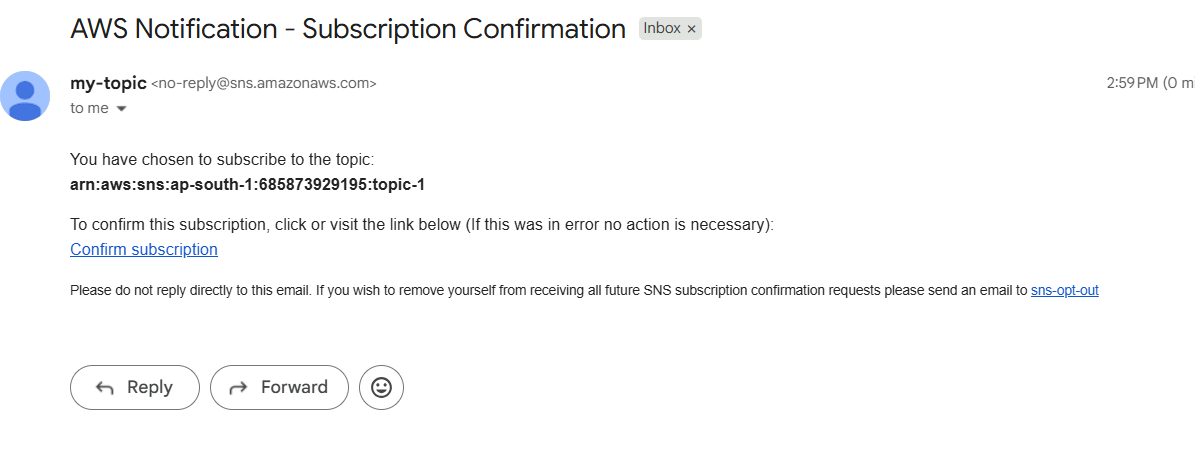 AWS Notification - Subscription Confirmation Inbox ×
my-topic <no-reply@sns.amazonaws.com> 2:59 PM (0 m
to me
You have chosen to subscribe to the topic:
arn:aws:sns:ap-south-1:685873929195:topic-1
To confirm this subscription, click or visit the link below (If this was in error no action is necessary):
Confirm subscription
Please do not reply directly to this email. If you wish to remove yourself from receiving all future SNS subscription confirmation requests please send an email to sns-opt-out
Reply Forward